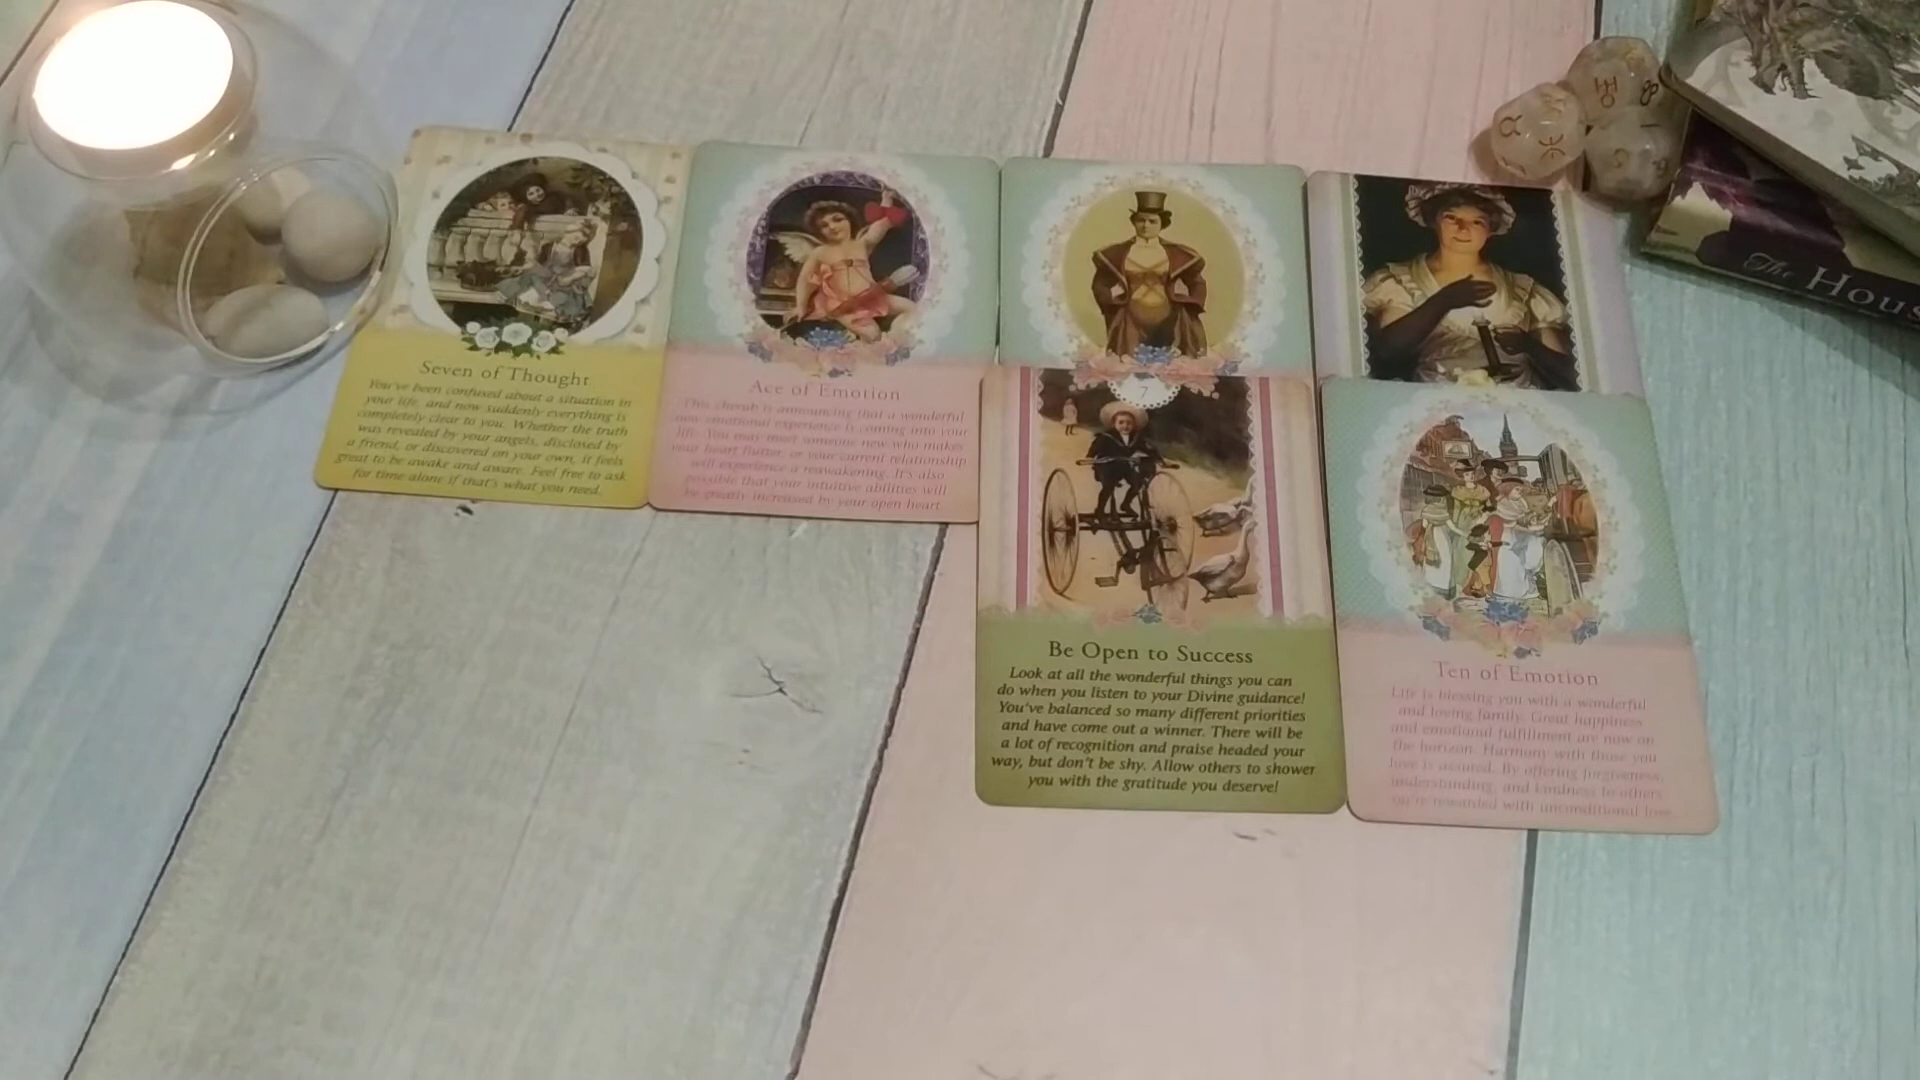 The Hous
Seven of Thought
You've been confused about a situation in
your life, and now suddenly everything is
completely clear to you. Whether the truth
was revealed by your angels, disclosed by
a friend, or discovered on your own, it feels
great to be awake and aware. Feel free to ask
for time alone if that's what you need.
Ace of Emotion
This cherub is announcing that a wonderful
new emotional experience is coming into your
life. You may meet someone new who makes
your heart flutter, or your current relationship
will experience a reawakening. It's also
possible that your intuitive abilities will
be greatly increased by your open heart.
7
Be Open to Success
Look at all the wonderful things you can
do when you listen to your Divine guidance!
You've balanced so many different priorities
and have come out a winner. There will be
a lot of recognition and praise headed your
way, but don't be shy. Allow others to shower
you with the gratitude you deserve!
Ten of Emotion
Life is blessing you with a wonderful
and loving family. Great happiness
and emotional fulfillment are now on
the horizon. Harmony with those you
love is assured. By offering forgiveness,
understanding, and kindness to others
you're rewarded with unconditional love.